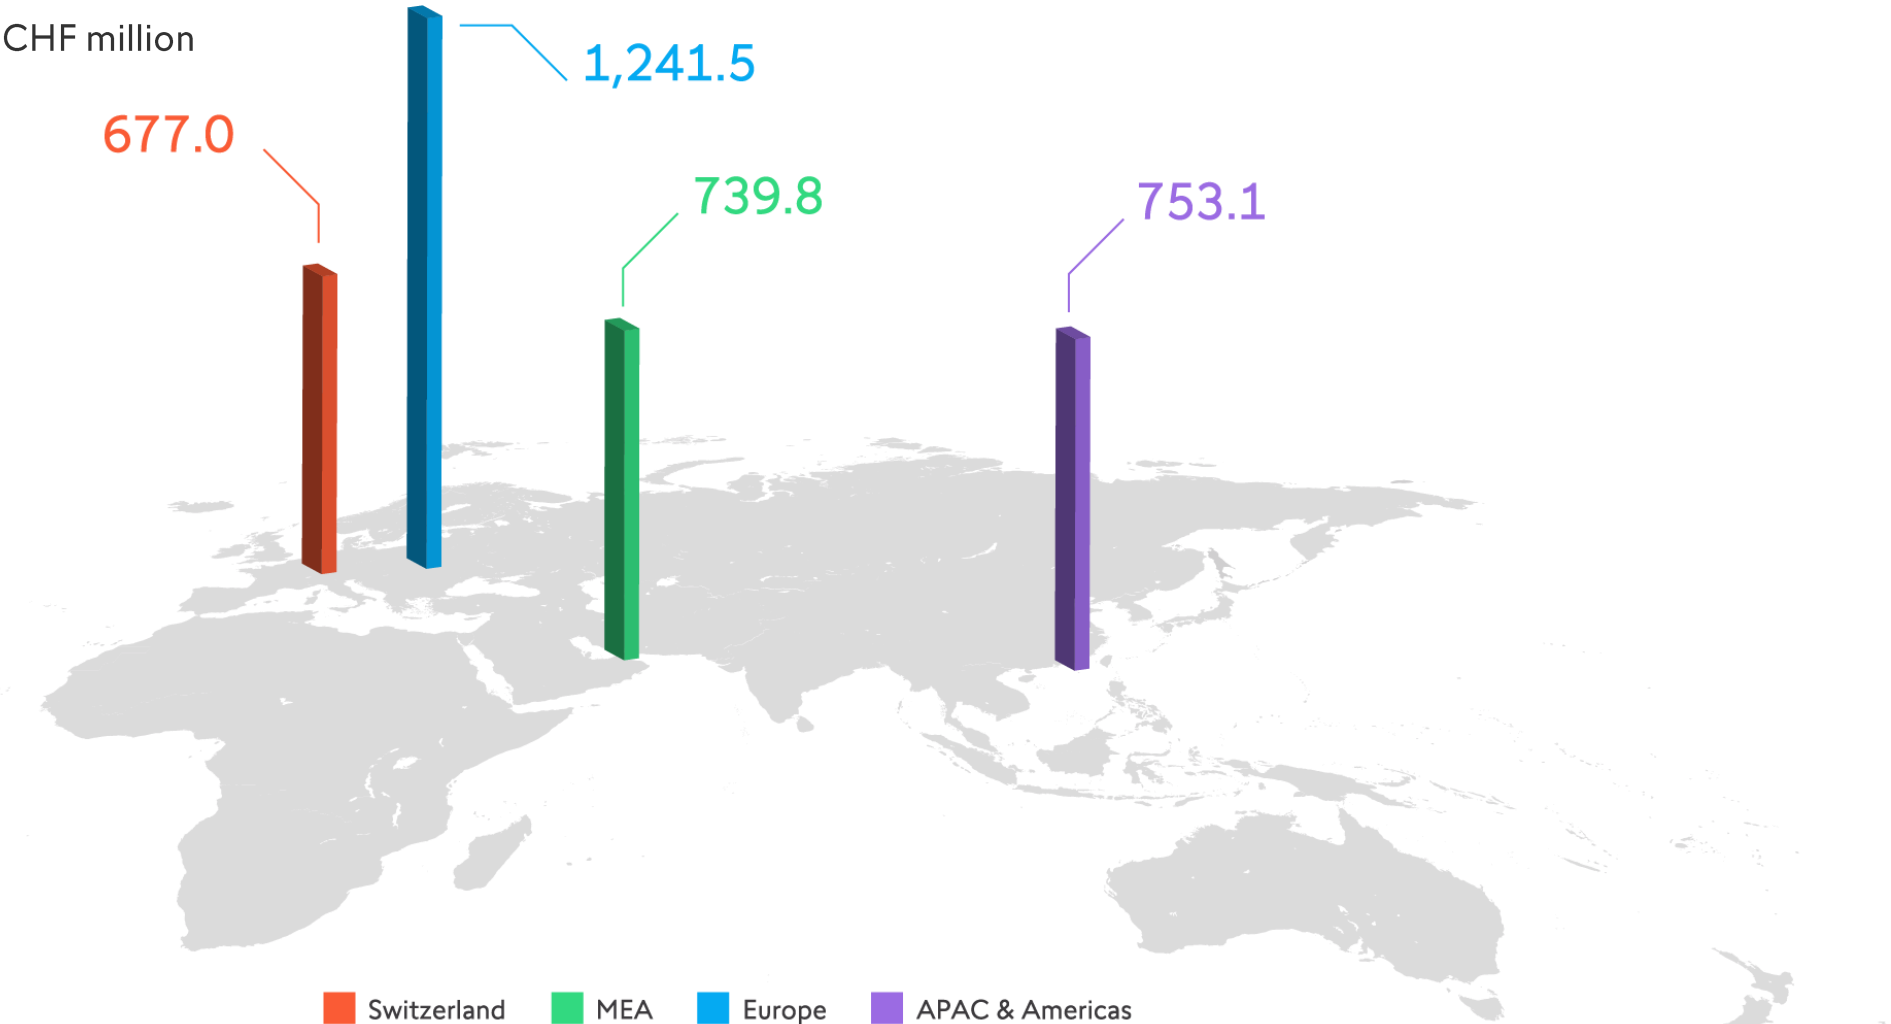 CHF million
1,241.5
677.0
739.8
753.1
Switzerland
MEA
Europe
APAC & Americas